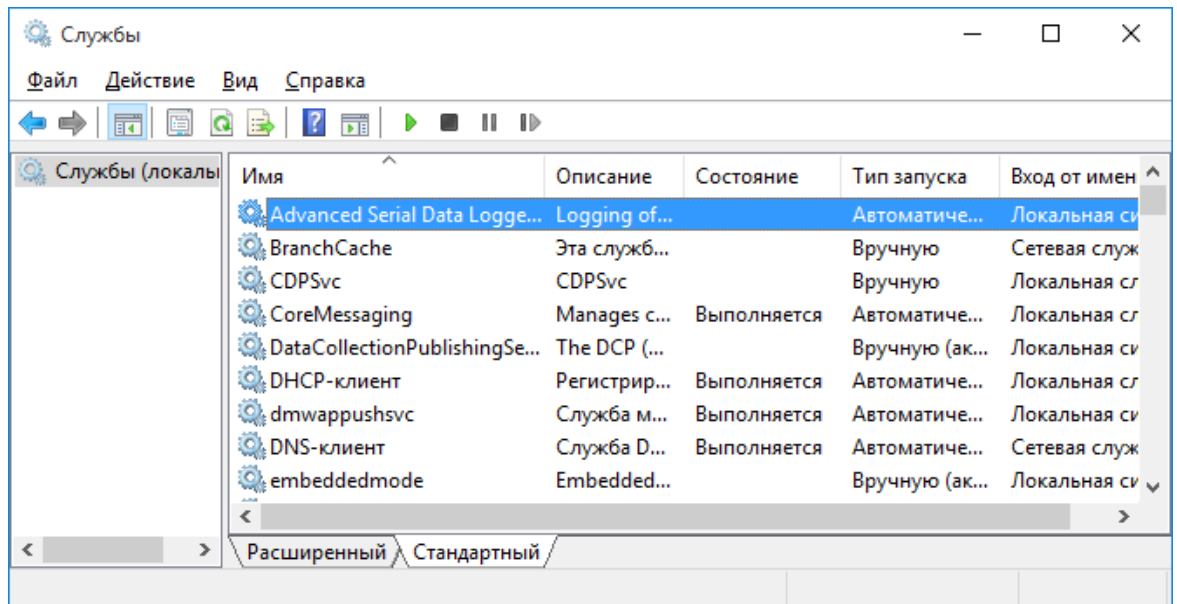 Службы
Файл Действие Вид Справка
Службы (локалы
Имя Описание Состояние Тип запуска Вход от имен
Advanced Serial Data Logge... Logging of... Автоматиче... Локальная си
BranchCache Эта служб... Вручную Сетевая служ
CDPSvc CDPSvc Вручную Локальная сл
CoreMessaging Manages c... Выполняется Автоматиче... Локальная сл
DataCollectionPublishingSe... The DCP (... Вручную (ак... Локальная си
DHCP-клиент Регистрир... Выполняется Автоматиче... Локальная сл
dmwappushsvc Служба м... Выполняется Автоматиче... Локальная си
DNS-клиент Служба D... Выполняется Автоматиче... Сетевая служ
embeddedmode Embedded... Вручную (ак... Локальная си
Расширенный Стандартный